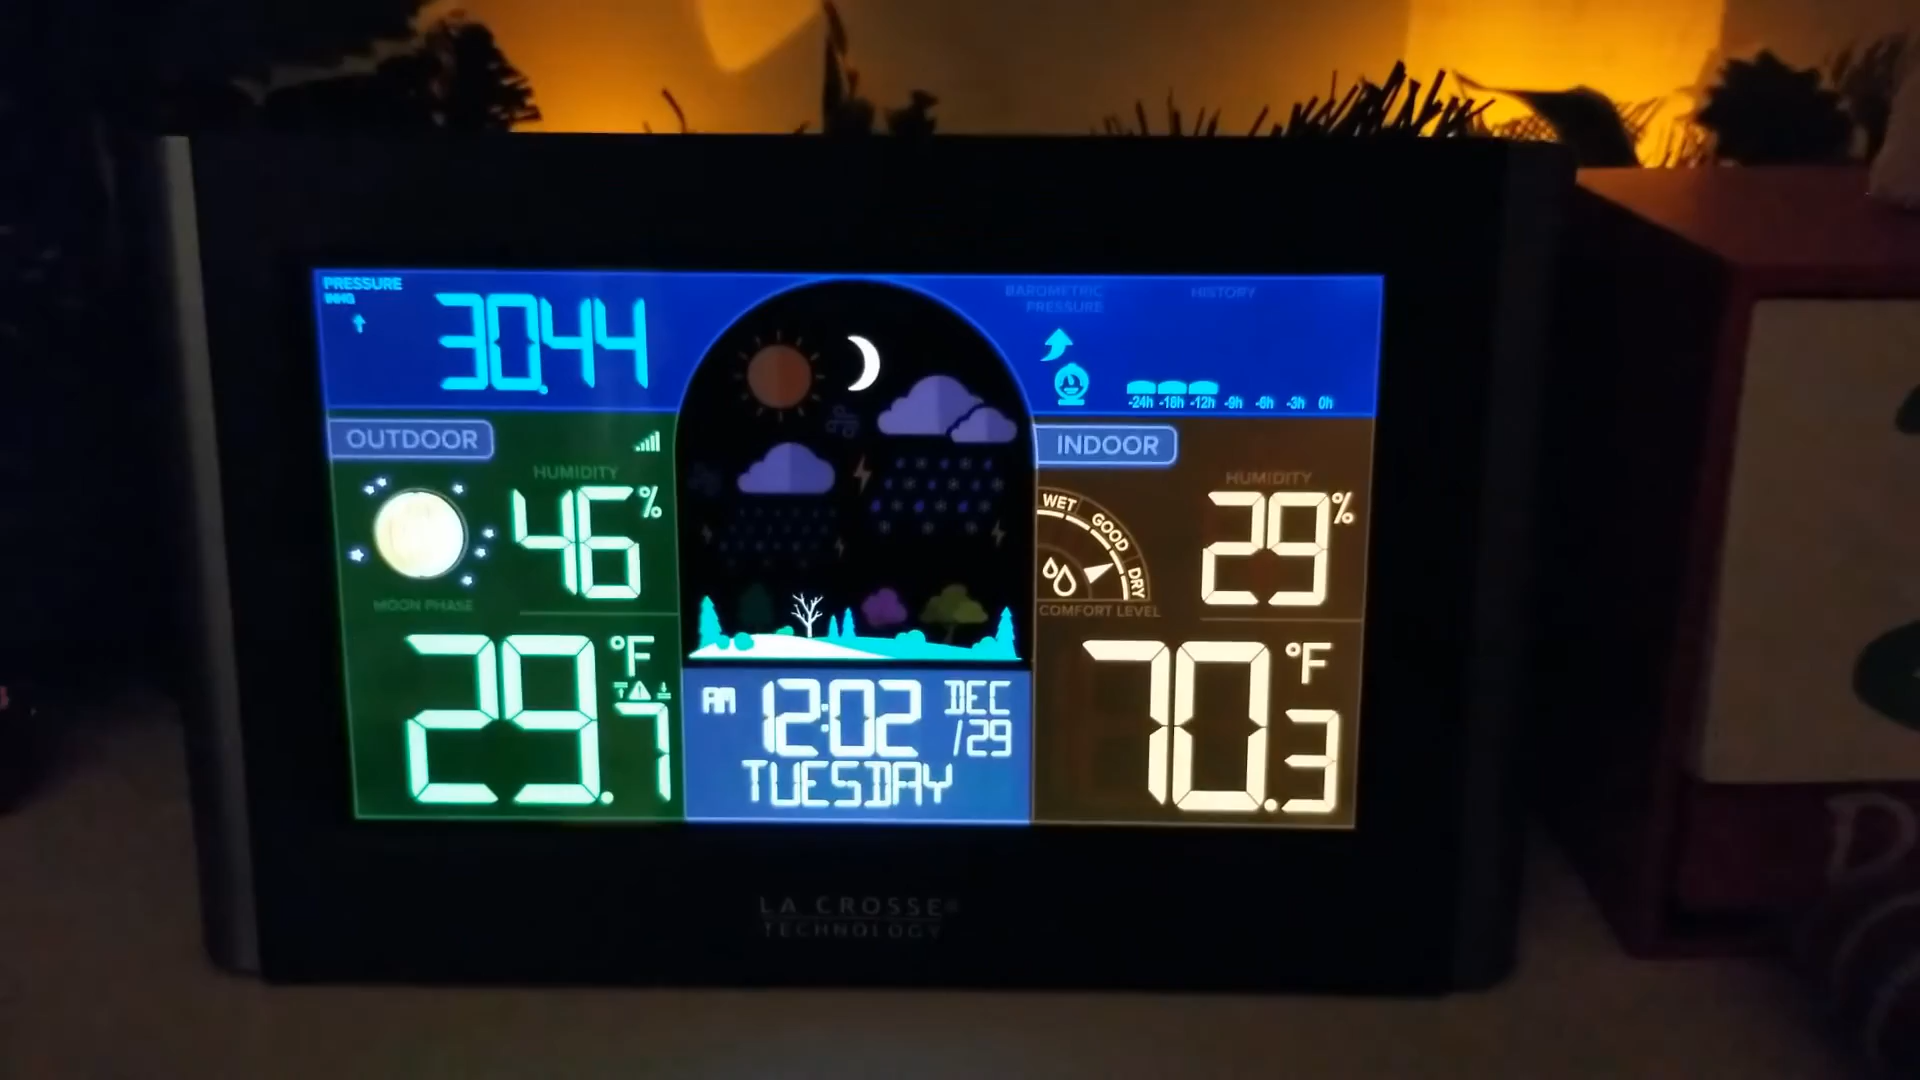 PRESSURE
INHG
30.44
BAROMETRIC
PRESSURE
HISTORY
-24h -18h -12h -9h -6h -3h 0h
OUTDOOR
HUMIDITY
46%
MOON PHASE
29.7°F
INDOOR
WET GOOD DRY
COMFORT LEVEL
HUMIDITY
29%
70.3°F
AM 12:02 DEC
/29
TUESDAY
LA CROSSE®
TECHNOLOGY